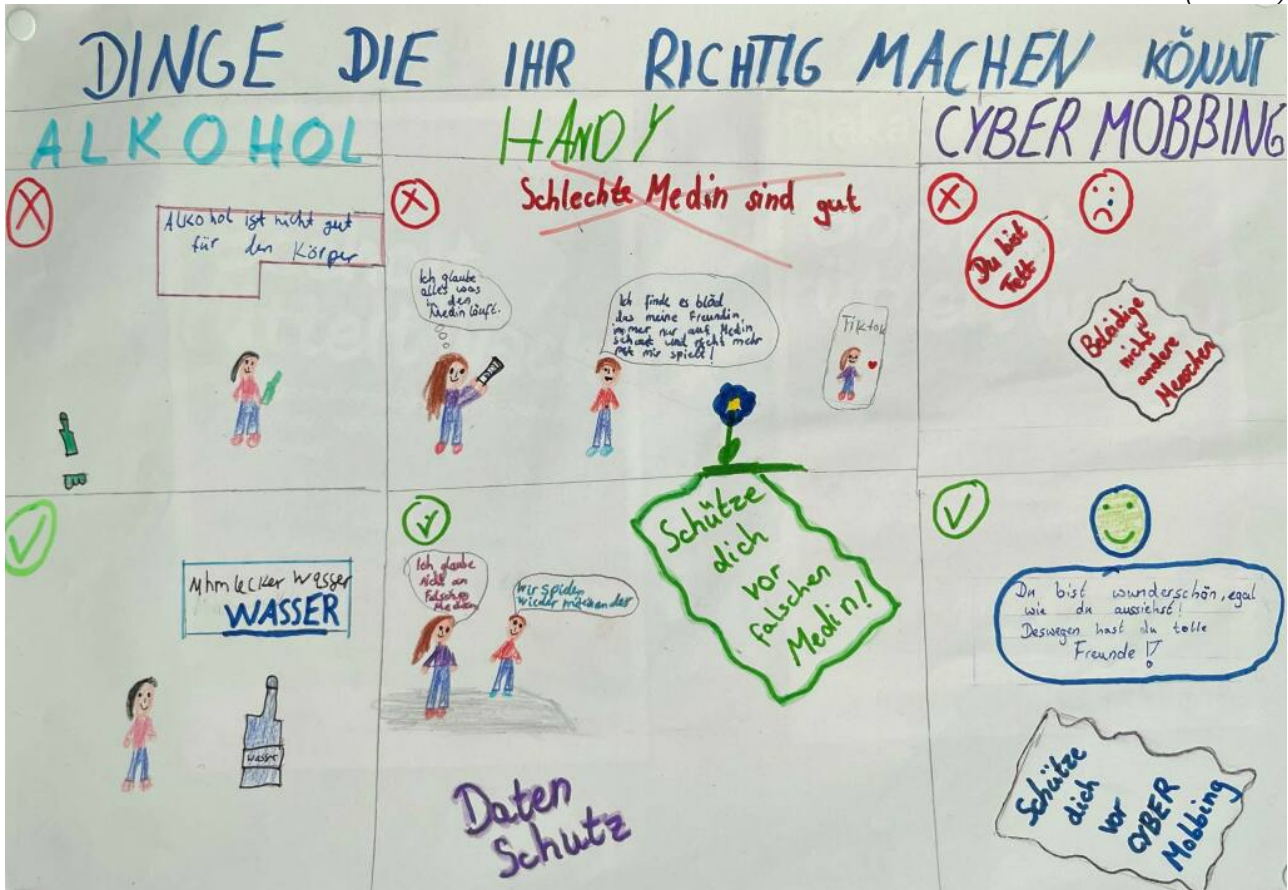 DINGE DIE IHR RICHTIG MACHEN KÖNNT
ALKOHOL
Alkohol ist nicht gut
für den Körper
Mhm lecker Wasser
WASSER
Wasser
HANDY
Schlechte Medin sind gut
Ich glaube
alles was
in den
Medin läuft.
Ich finde es blöd
das meine Freundin
immer nur auf Medin
schaut und nicht mehr
mit mir spielt!
Tiktok
Ich glaube
nicht an
Falsche
Medien
Wir spielen
wieder miteinander
Schütze
dich
vor
falschen
Medin!
Daten
Schutz
CYBER MOBBING
Du bist
Fett
Beleidige
nicht
andere
Menschen
Du bist wunderschön, egal
wie du aussiehst!
Deswegen hast du tolle
Freunde!
Schütze
dich
vor
CYBER
Mobbing